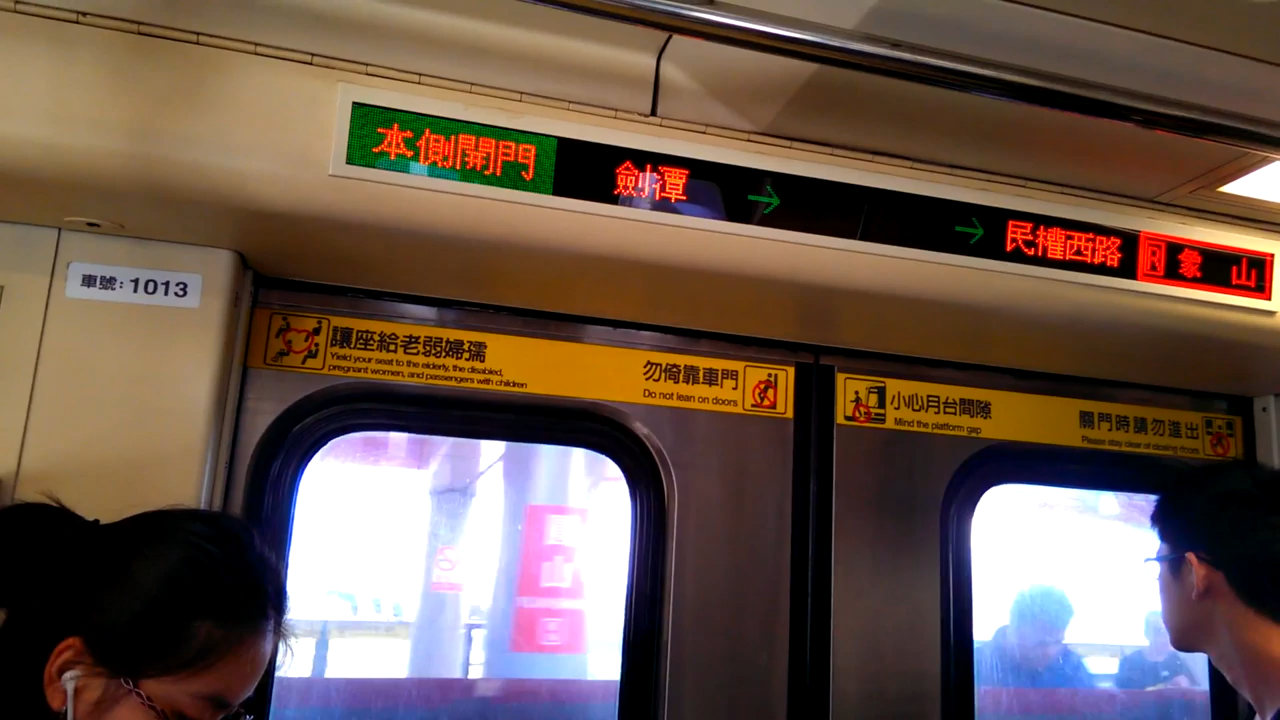 本側開門 劍潭 → → 民權西路 R 象 山
車號:1013
讓座給老弱婦孺
Yield your seat to the elderly, the disabled,
pregnant women, and passengers with children
勿倚靠車門
Do not lean on doors
小心月台間隙
Mind the platform gap
關門時請勿進出
Please stay clear of closing doors
圓
山